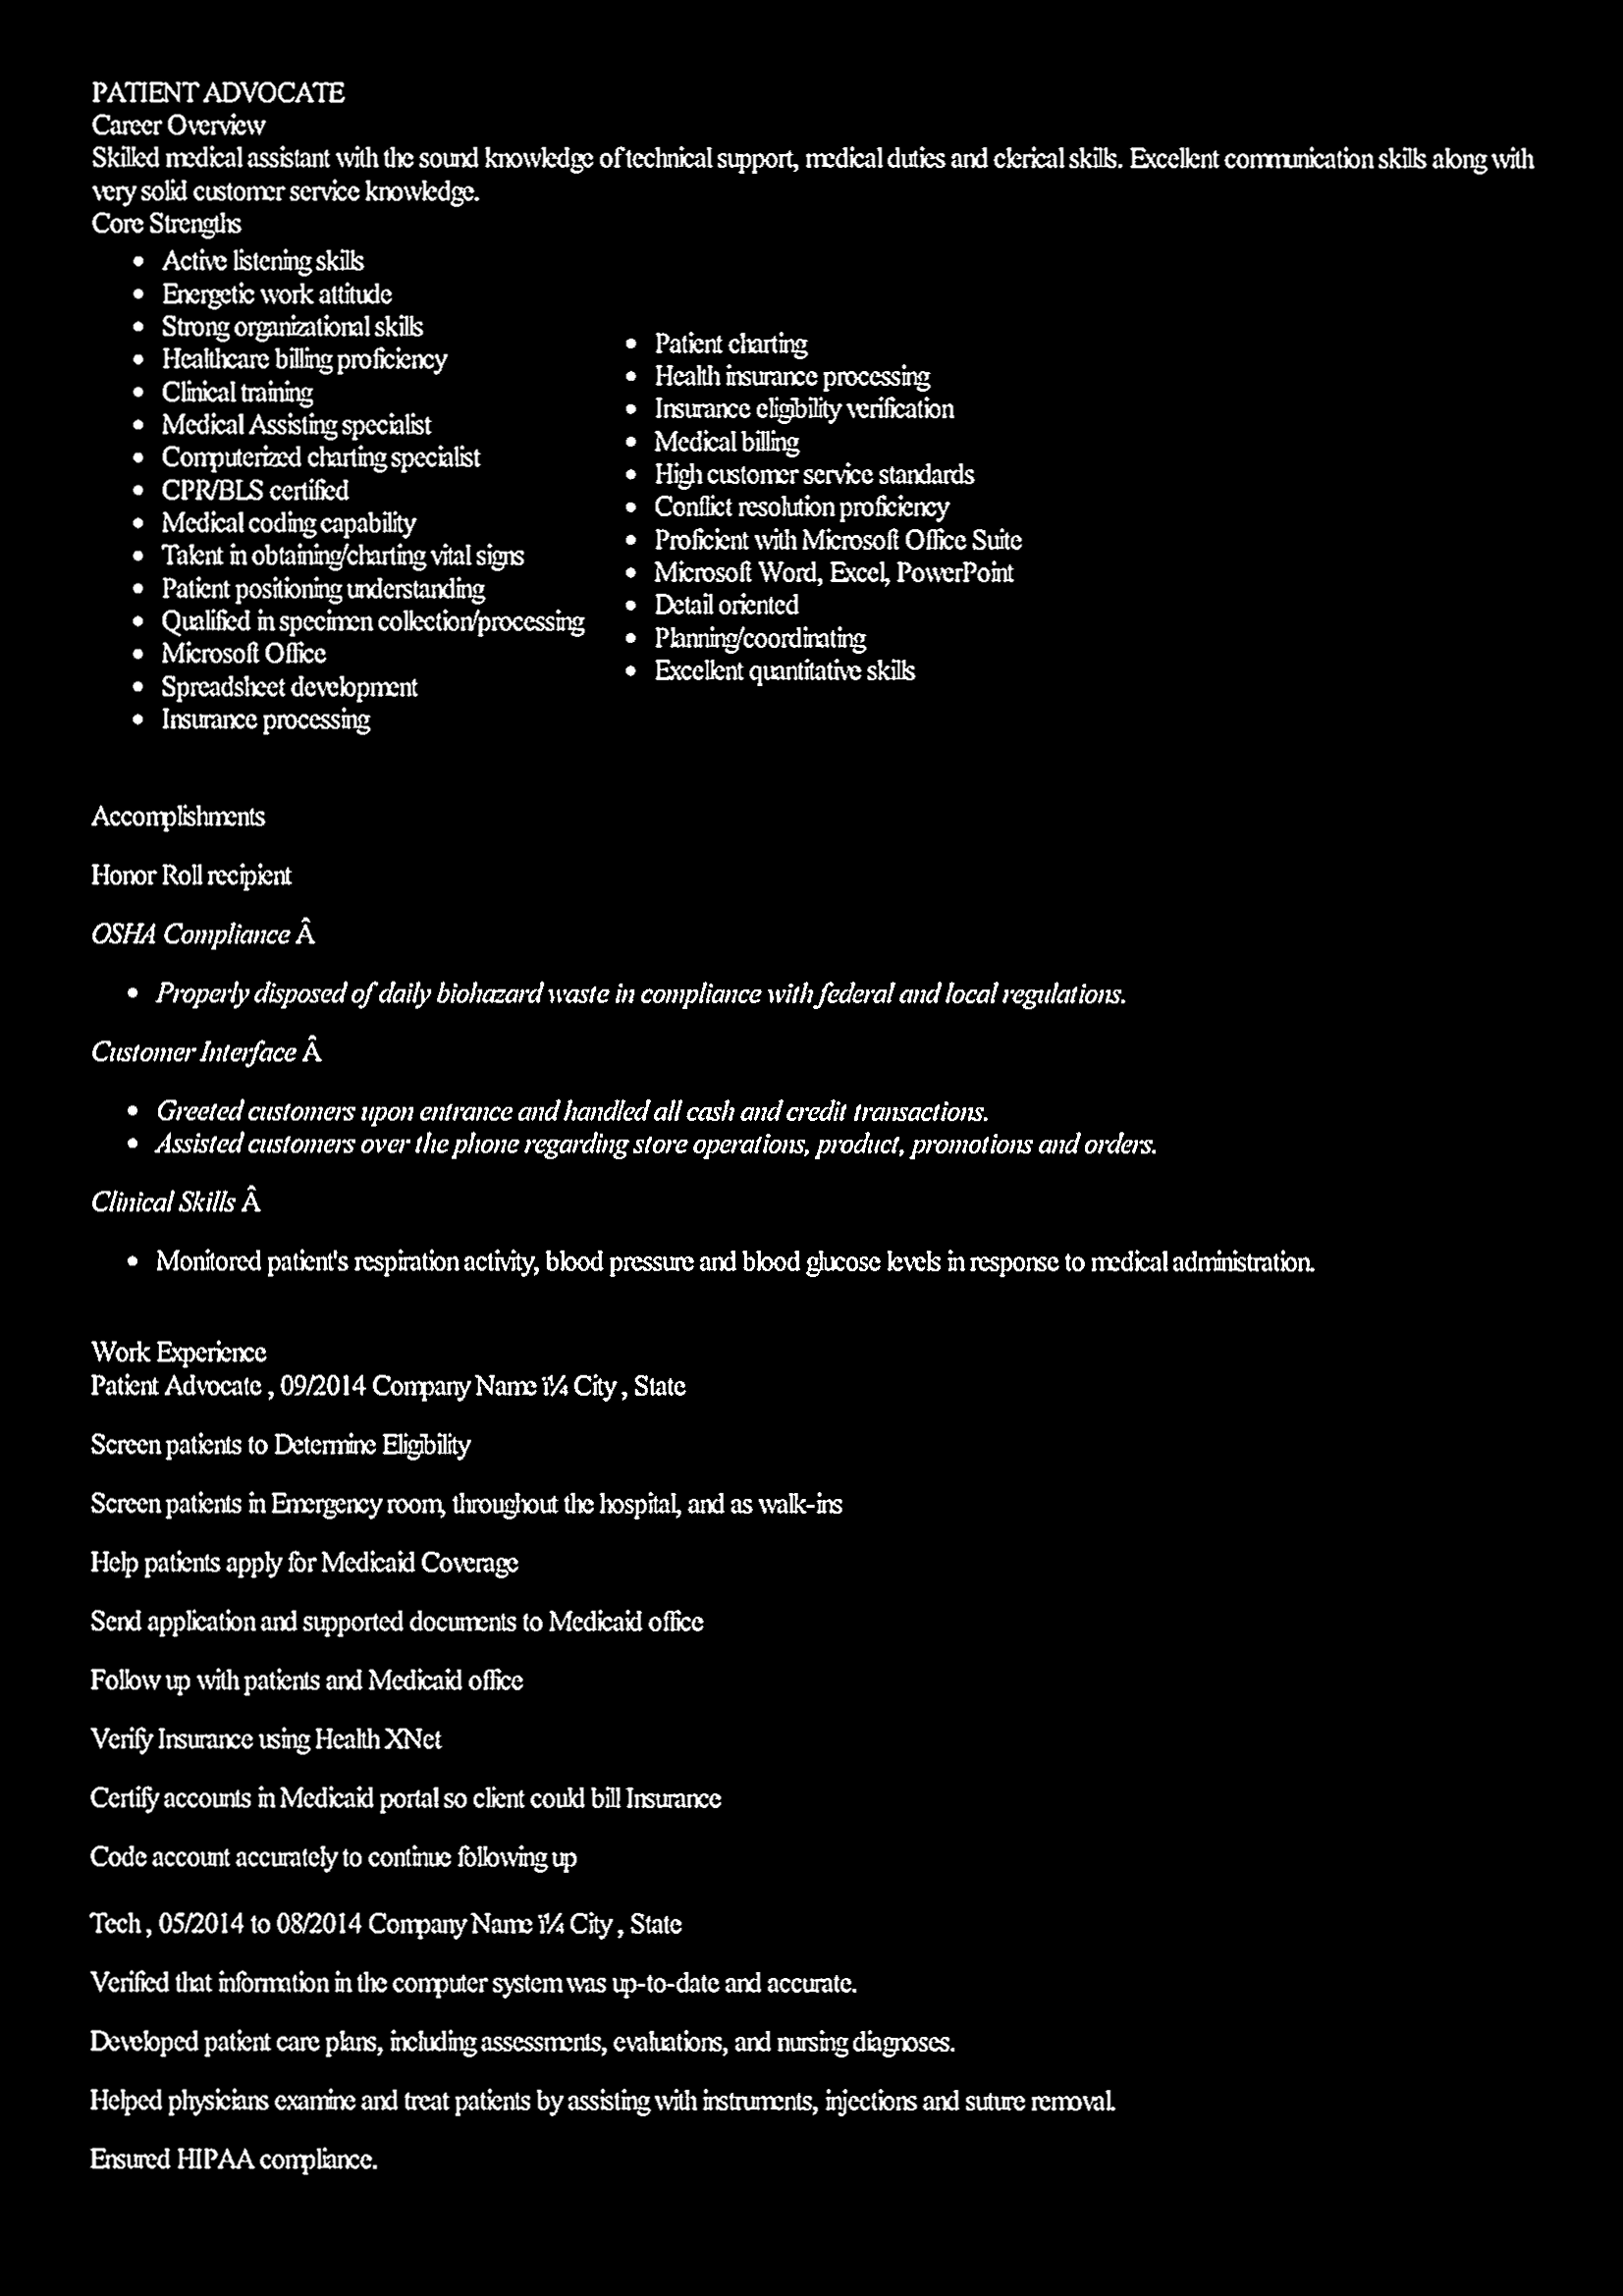 PATIENT ADVOCATE
Career Overview
Skilled medical assistant with the sound knowledge of technical support, medical duties and clerical skills. Excellent communication skills along with
very solid customer service knowledge.
Core Strengths
• Active listening skills
• Energetic work attitude
• Strong organizational skills
• Healthcare billing proficiency
• Clinical training
• Medical Assisting specialist
• Computerized charting specialist
• CPR/BLS certified
• Medical coding capability
• Talent in obtaining/charting vital signs
• Patient positioning understanding
• Qualified in specimen collection/processing
• Microsoft Office
• Spreadsheet development
• Insurance processing
• Patient charting
• Health insurance processing
• Insurance eligibility verification
• Medical billing
• High customer service standards
• Conflict resolution proficiency
• Proficient with Microsoft Office Suite
• Microsoft Word, Excel, PowerPoint
• Detail oriented
• Planning/coordinating
• Excellent quantitative skills
Accomplishments
Honor Roll recipient
OSHA Compliance Â
• Properly disposed of daily biohazard waste in compliance with federal and local regulations.
Customer Interface Â
• Greeted customers upon entrance and handled all cash and credit transactions.
• Assisted customers over the phone regarding store operations, product, promotions and orders.
Clinical Skills Â
• Monitored patient's respiration activity, blood pressure and blood glucose levels in response to medical administration.
Work Experience
Patient Advocate , 09/2014 Company Name ï¼ City , State
Screen patients to Determine Eligibility
Screen patients in Emergency room, throughout the hospital, and as walk-ins
Help patients apply for Medicaid Coverage
Send application and supported documents to Medicaid office
Follow up with patients and Medicaid office
Verify Insurance using Health XNet
Certify accounts in Medicaid portal so client could bill Insurance
Code account accurately to continue following up
Tech , 05/2014 to 08/2014 Company Name ï¼ City , State
Verified that information in the computer system was up-to-date and accurate.
Developed patient care plans, including assessments, evaluations, and nursing diagnoses.
Helped physicians examine and treat patients by assisting with instruments, injections and suture removal.
Ensured HIPAA compliance.